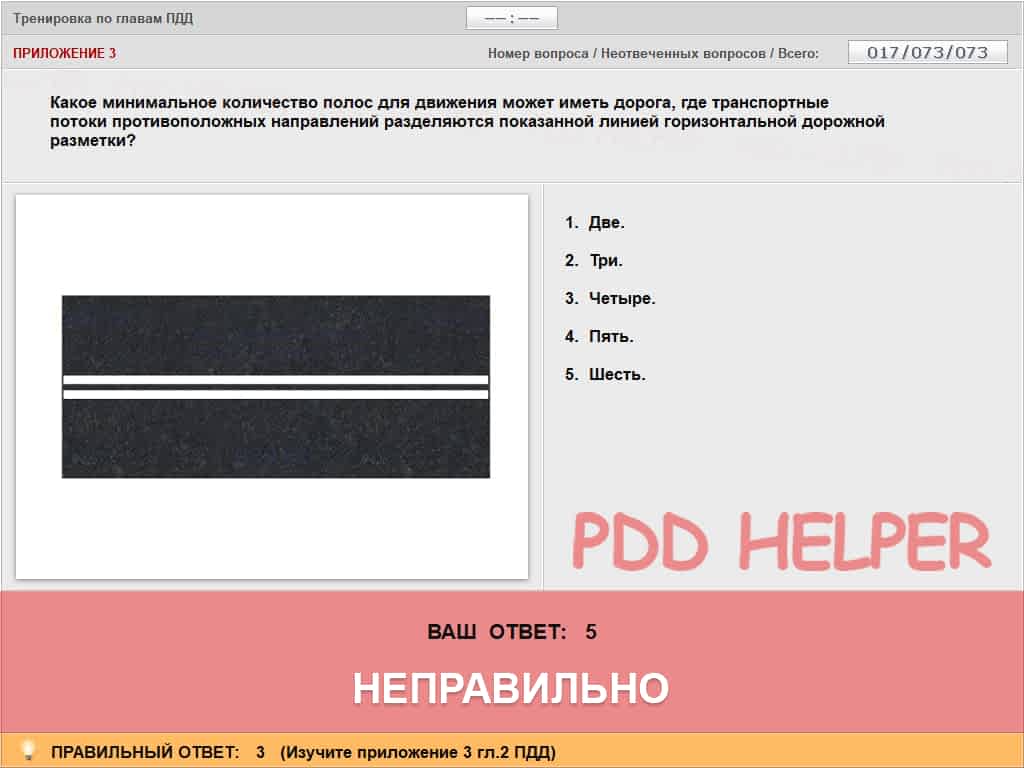 Тренировка по главам ПДД
—— : ——
ПРИЛОЖЕНИЕ 3
Номер вопроса / Неотвеченных вопросов / Всего:
017/073/073
Какое минимальное количество полос для движения может иметь дорога, где транспортные
потоки противоположных направлений разделяются показанной линией горизонтальной дорожной
разметки?
1. Две.
2. Три.
3. Четыре.
4. Пять.
5. Шесть.
PDD HELPER
ВАШ ОТВЕТ: 5
НЕПРАВИЛЬНО
ПРАВИЛЬНЫЙ ОТВЕТ: 3 (Изучите приложение 3 гл.2 ПДД)